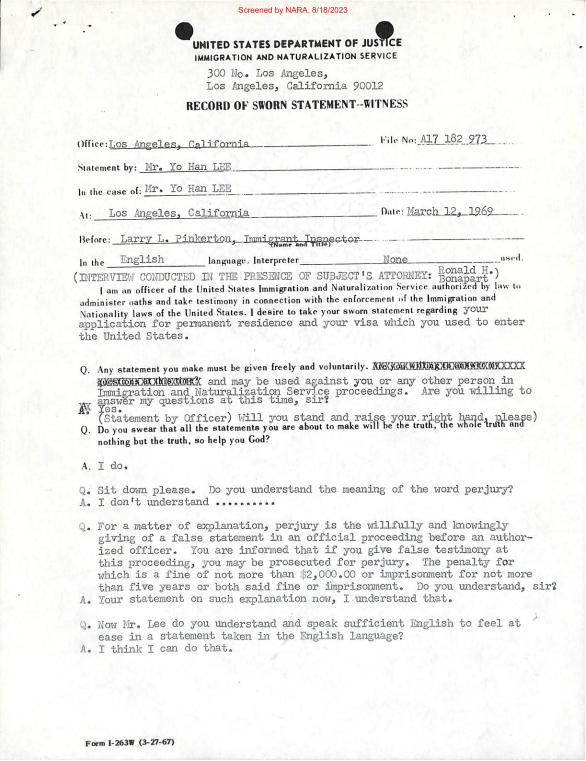 Screened by NARA, 8/18/2023
UNITED STATES DEPARTMENT OF JUSTICE
IMMIGRATION AND NATURALIZATION SERVICE
300 No. Los Angeles,
Los Angeles, California 90012
RECORD OF SWORN STATEMENT--WITNESS
Office: Los Angeles, California File No: A17 182 973
Statement by: Mr. Yo Han LEE
In the case of: Mr. Yo Han LEE
At: Los Angeles, California Date: March 12, 1969
Before: Larry L. Pinkerton, Immigrant Inspector
(Name and Title)
In the English language. Interpreter None used.
(INTERVIEW CONDUCTED IN THE PRESENCE OF SUBJECT'S ATTORNEY: Ronald H.)
Bonapart
I am an officer of the United States Immigration and Naturalization Service authorized by law to
administer oaths and take testimony in connection with the enforcement of the Immigration and
Nationality laws of the United States. I desire to take your sworn statement regarding your
application for permanent residence and your visa which you used to enter
the United States.
Q. Any statement you make must be given freely and voluntarily.
and may be used against you or any other person in
Immigration and Naturalization Service proceedings. Are you willing to
answer my questions at this time, sir?
A. Yes.
(Statement by Officer) Will you stand and raise your right hand, please)
Q. Do you swear that all the statements you are about to make will be the truth, the whole truth and
nothing but the truth, so help you God?
A. I do.
Q. Sit down please. Do you understand the meaning of the word perjury?
A. I don't understand ..........
Q. For a matter of explanation, perjury is the willfully and knowingly
giving of a false statement in an official proceeding before an author-
ized officer. You are informed that if you give false testimony at
this proceeding, you may be prosecuted for perjury. The penalty for
which is a fine of not more than $2,000.00 or imprisonment for not more
than five years or both said fine or imprisonment. Do you understand, sir?
A. Your statement on such explanation now, I understand that.
Q. Now Mr. Lee do you understand and speak sufficient English to feel at
ease in a statement taken in the English language?
A. I think I can do that.
Form I-263W (3-27-67)